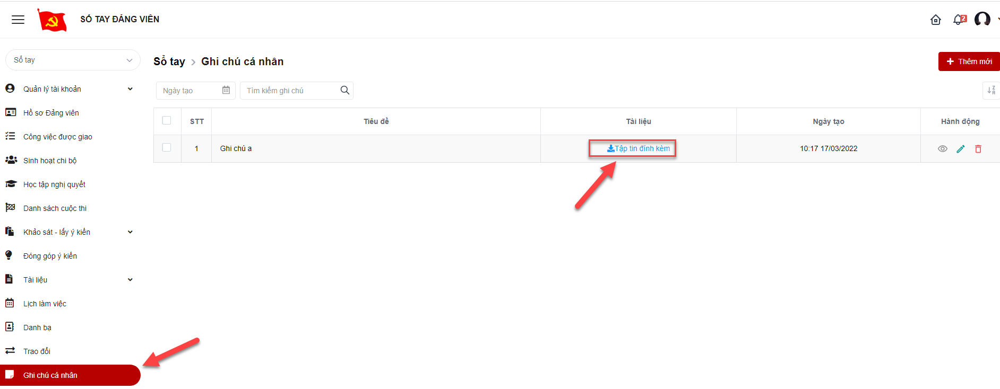 SỔ TAY ĐẢNG VIÊN
2
Sổ tay
Quản lý tài khoản
Hồ sơ Đảng viên
Công việc được giao
Sinh hoạt chi bộ
Học tập nghị quyết
Danh sách cuộc thi
Khảo sát - lấy ý kiến
Đóng góp ý kiến
Tài liệu
Lịch làm việc
Danh bạ
Trao đổi
Ghi chú cá nhân
Sổ tay > Ghi chú cá nhân
Thêm mới
Ngày tạo
Tìm kiếm ghi chú
Z
A
STT Tiêu đề Tài liệu Ngày tạo Hành động
1 Ghi chú a Tập tin đính kèm 10:17 17/03/2022